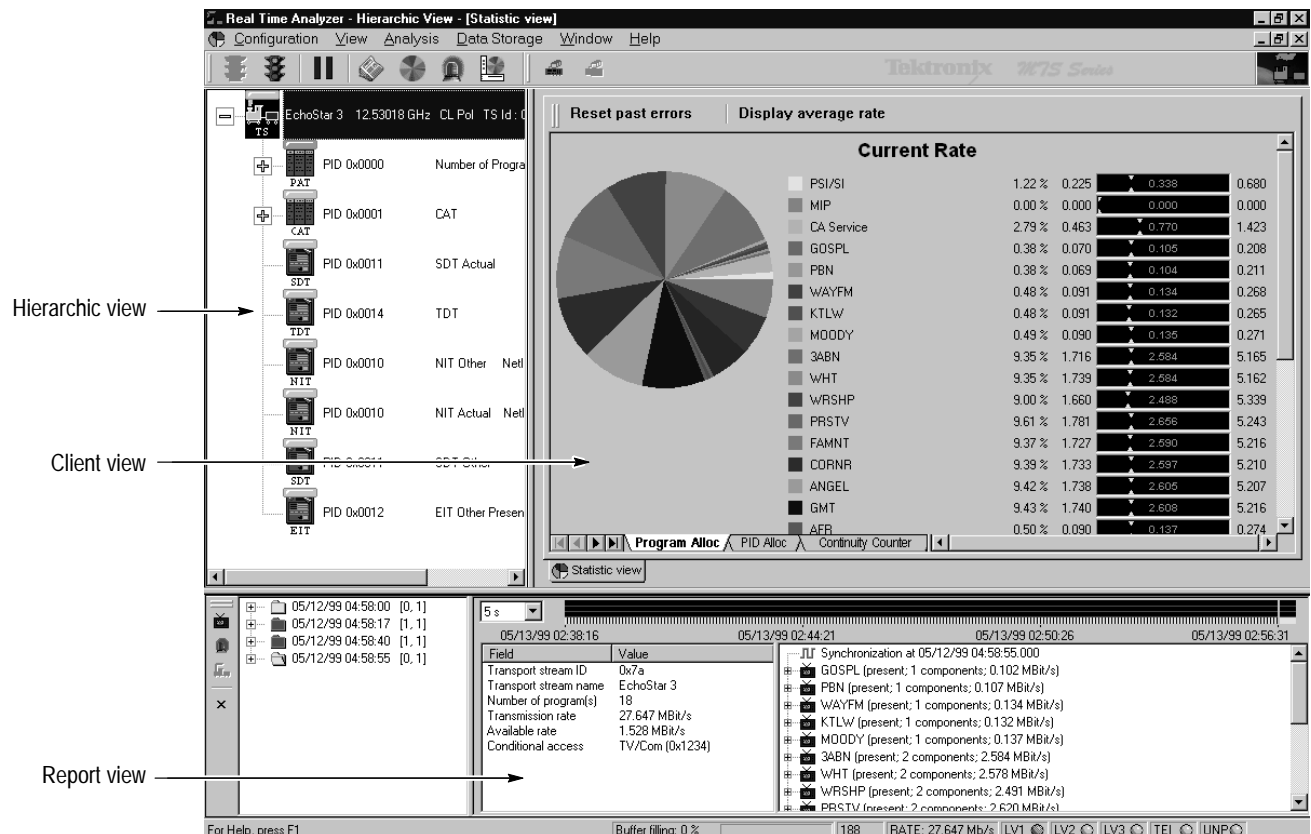 Real Time Analyzer - Hierarchic View - [Statistic view]
Configuration View Analysis Data Storage Window Help
Tektronix MTS Series
Hierarchic view
Client view
Report view
TS
EchoStar 3 12.53018 GHz CL Pol TS Id : 0
PID 0x0000 Number of Progra
PAT
PID 0x0001 CAT
CAT
PID 0x0011 SDT Actual
SDT
PID 0x0014 TDT
TDT
PID 0x0010 NIT Other Netl
NIT
PID 0x0010 NIT Actual Netl
NIT
PID 0x0011 SDT Other
SDT
PID 0x0012 EIT Other Presen
EIT
Reset past errors Display average rate
Current Rate
PSI/SI 1.22 % 0.225 0.338 0.680
MIP 0.00 % 0.000 0.000 0.000
CA Service 2.79 % 0.463 0.770 1.423
GOSPL 0.38 % 0.070 0.105 0.208
PBN 0.38 % 0.069 0.104 0.211
WAYFM 0.48 % 0.091 0.134 0.268
KTLW 0.48 % 0.091 0.132 0.265
MOODY 0.49 % 0.090 0.135 0.271
3ABN 9.35 % 1.716 2.584 5.165
WHT 9.35 % 1.739 2.584 5.162
WRSHP 9.00 % 1.660 2.488 5.339
PRSTV 9.61 % 1.781 2.656 5.243
FAMNT 9.37 % 1.727 2.590 5.216
CORNR 9.39 % 1.733 2.597 5.210
ANGEL 9.42 % 1.738 2.605 5.207
GMT 9.43 % 1.740 2.608 5.216
AFR 0.50 % 0.090 0.137 0.274
Program Alloc PID Alloc Continuity Counter
Statistic view
05/12/99 04:58:00 [0, 1]
05/12/99 04:58:17 [1, 1]
05/12/99 04:58:40 [1, 1]
05/12/99 04:58:55 [0, 1]
5 s
05/13/99 02:38:16 05/13/99 02:44:21 05/13/99 02:50:26 05/13/99 02:56:31
Field Value
Transport stream ID 0x7a
Transport stream name EchoStar 3
Number of program(s) 18
Transmission rate 27.647 MBit/s
Available rate 1.528 MBit/s
Conditional access TV/Com (0x1234)
Synchronization at 05/12/99 04:58:55.000
GOSPL (present; 1 components; 0.102 MBit/s)
PBN (present; 1 components; 0.107 MBit/s)
WAYFM (present; 1 components; 0.134 MBit/s)
KTLW (present; 1 components; 0.132 MBit/s)
MOODY (present; 1 components; 0.137 MBit/s)
3ABN (present; 2 components; 2.584 MBit/s)
WHT (present; 2 components; 2.578 MBit/s)
WRSHP (present; 2 components; 2.491 MBit/s)
PRSTV (present; 2 components; 2.620 MBit/s)
For Help, press F1 Buffer filling: 0 % 188 RATE: 27.647 Mb/s LV1 LV2 LV3 TEL UNP